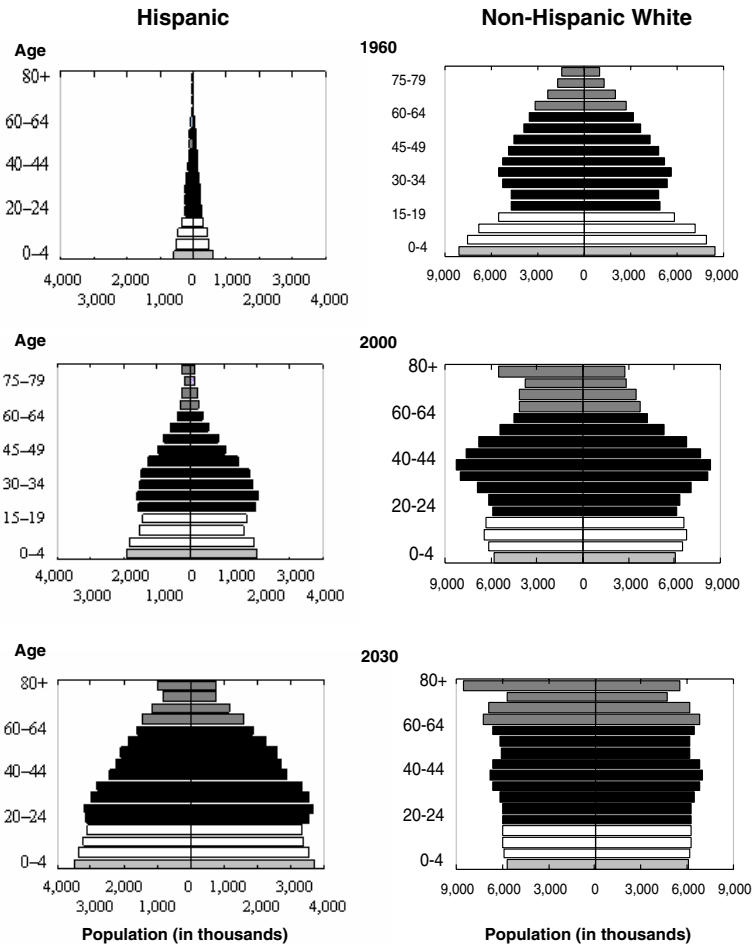 Hispanic
Non-Hispanic White
Age
1960
80+
60–64
40–44
20–24
0–4
4,000 2,000 0 1,000 3,000
3,000 1,000 2,000 4,000
75-79
60-64
45-49
30-34
15-19
0-4
9,000 6,000 3,000 0 3,000 6,000 9,000
Age
2000
75–79
60–64
45–49
30–34
15–19
0–4
4,000 2,000 0 1,000 3,000
3,000 1,000 2,000 4,000
80+
60-64
40-44
20-24
0-4
9,000 6,000 3,000 0 3,000 6,000 9,000
Age
2030
80+
60–64
40–44
20–24
0–4
4,000 2,000 0 1,000 3,000
3,000 1,000 2,000 4,000
Population (in thousands)
80+
60-64
40-44
20-24
0-4
9,000 6,000 3,000 0 3,000 6,000 9,000
Population (in thousands)